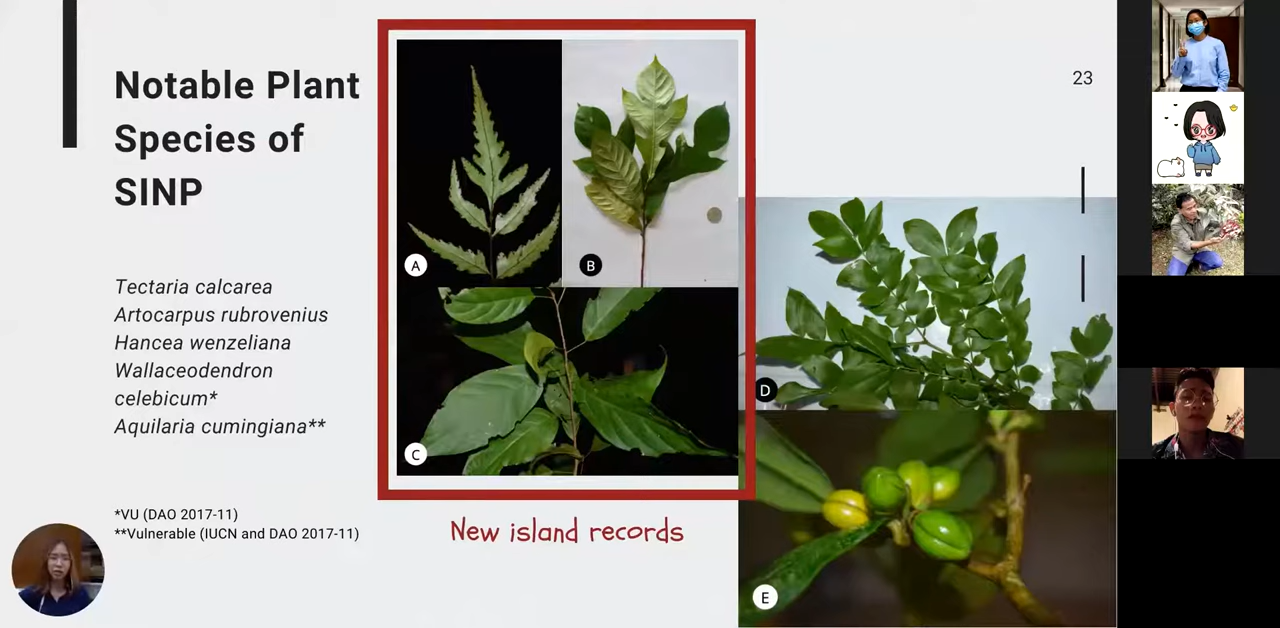 Notable Plant
Species of
SINP
23
Tectaria calcarea
Artocarpus rubrovenius
Hancea wenzeliana
Wallaceodendron
celebicum*
Aquilaria cumingiana**
*VU (DAO 2017-11)
**Vulnerable (IUCN and DAO 2017-11)
A
B
C
D
E
New island records